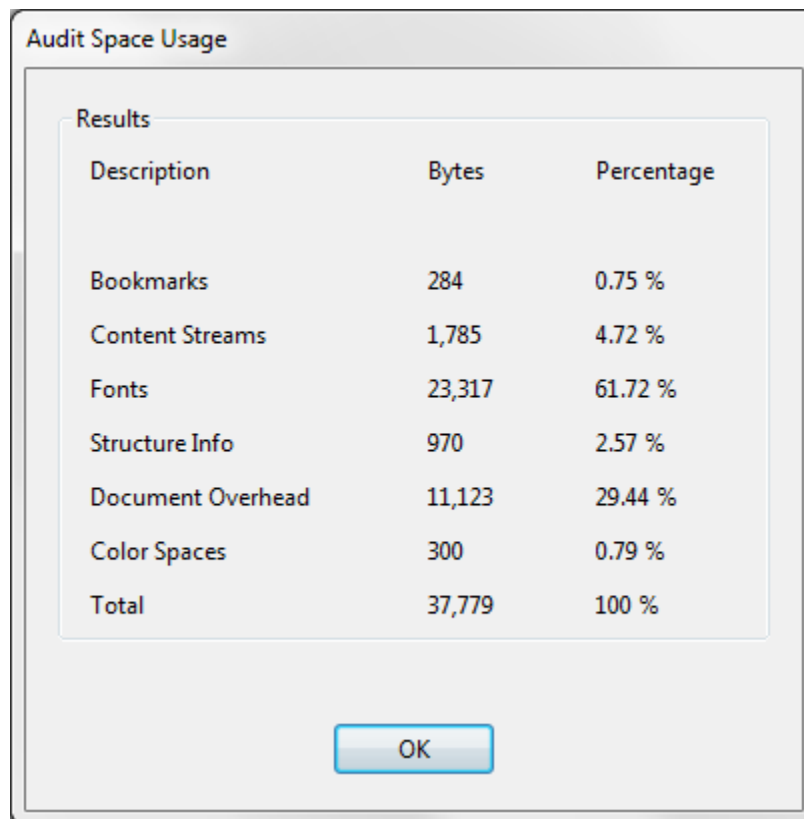 Audit Space Usage
Results
Description Bytes Percentage
Bookmarks 284 0.75 %
Content Streams 1,785 4.72 %
Fonts 23,317 61.72 %
Structure Info 970 2.57 %
Document Overhead 11,123 29.44 %
Color Spaces 300 0.79 %
Total 37,779 100 %
OK